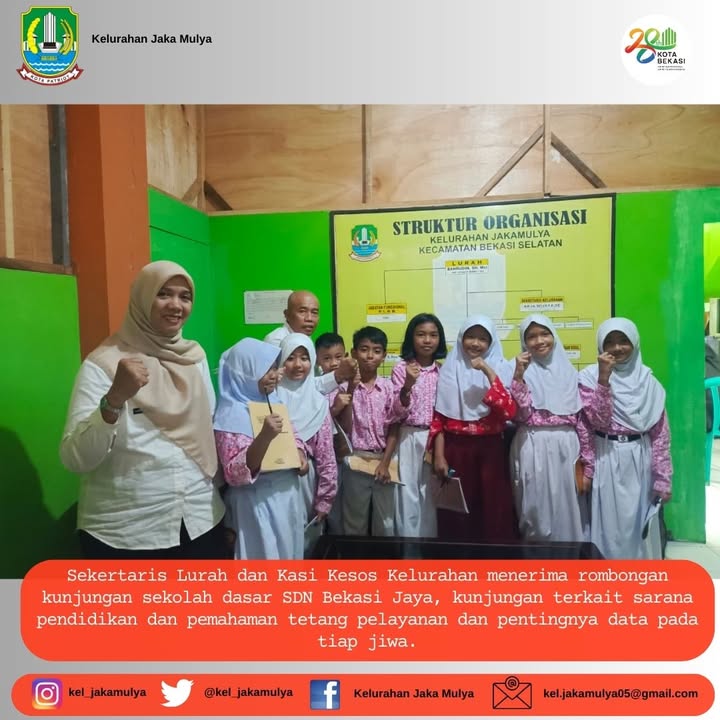 Kelurahan Jaka Mulya
KOTA PATRIOT
28
KOTA
BEKASI
STRUKTUR ORGANISASI
KELURAHAN JAKAMULYA
KECAMATAN BEKASI SELATAN
LURAH
Sekertaris Lurah dan Kasi Kesos Kelurahan menerima rombongan
kunjungan sekolah dasar SDN Bekasi Jaya, kunjungan terkait sarana
pendidikan dan pemahaman tetang pelayanan dan pentingnya data pada
tiap jiwa.
kel_jakamulya
@kel_jakamulya
Kelurahan Jaka Mulya
kel.jakamulya05@gmail.com